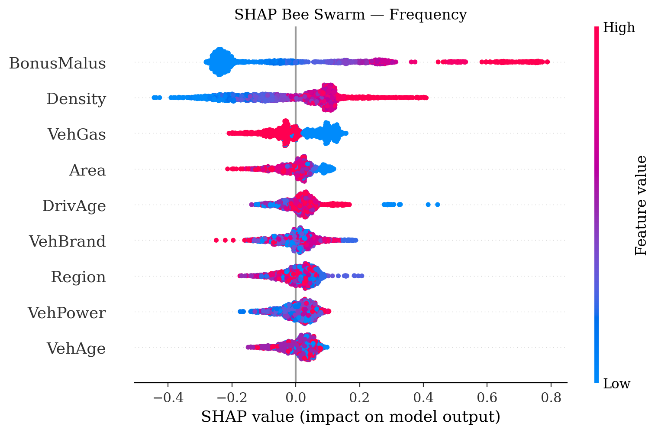 SHAP Bee Swarm — Frequency
High
BonusMalus
Density
VehGas
Area
DrivAge
VehBrand
Region
VehPower
VehAge
Feature value
Low
−0.4 −0.2 0.0 0.2 0.4 0.6 0.8
SHAP value (impact on model output)